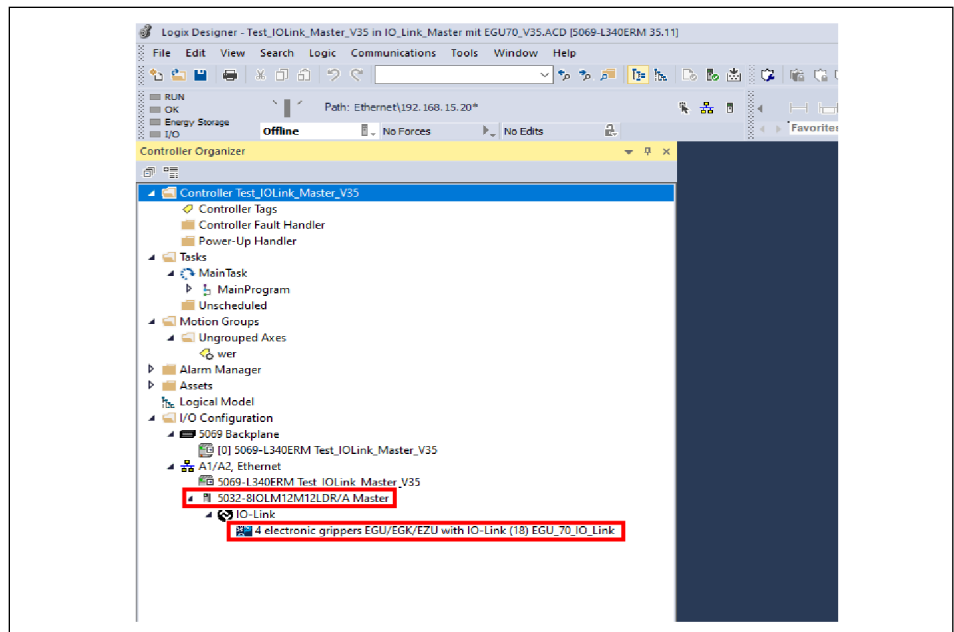 Logix Designer - Test_IOLink_Master_V35 in IO_Link_Master mit EGU70_V35.ACD [5069-L340ERM 35.11]
File Edit View Search Logic Communications Tools Window Help
RUN
OK
Energy Storage
I/O
Path: Ethernet\192.168.15.20*
Offline No Forces No Edits
Favorites
Controller Organizer
Controller Test_IOLink_Master_V35
Controller Tags
Controller Fault Handler
Power-Up Handler
Tasks
MainTask
MainProgram
Unscheduled
Motion Groups
Ungrouped Axes
wer
Alarm Manager
Assets
Logical Model
I/O Configuration
5069 Backplane
[0] 5069-L340ERM Test_IOLink_Master_V35
A1/A2, Ethernet
5069-L340ERM Test_IOLink_Master_V35
5032-8IOLM12M12LDR/A Master
IO-Link
4 electronic grippers EGU/EGK/EZU with IO-Link (18) EGU_70_IO_Link